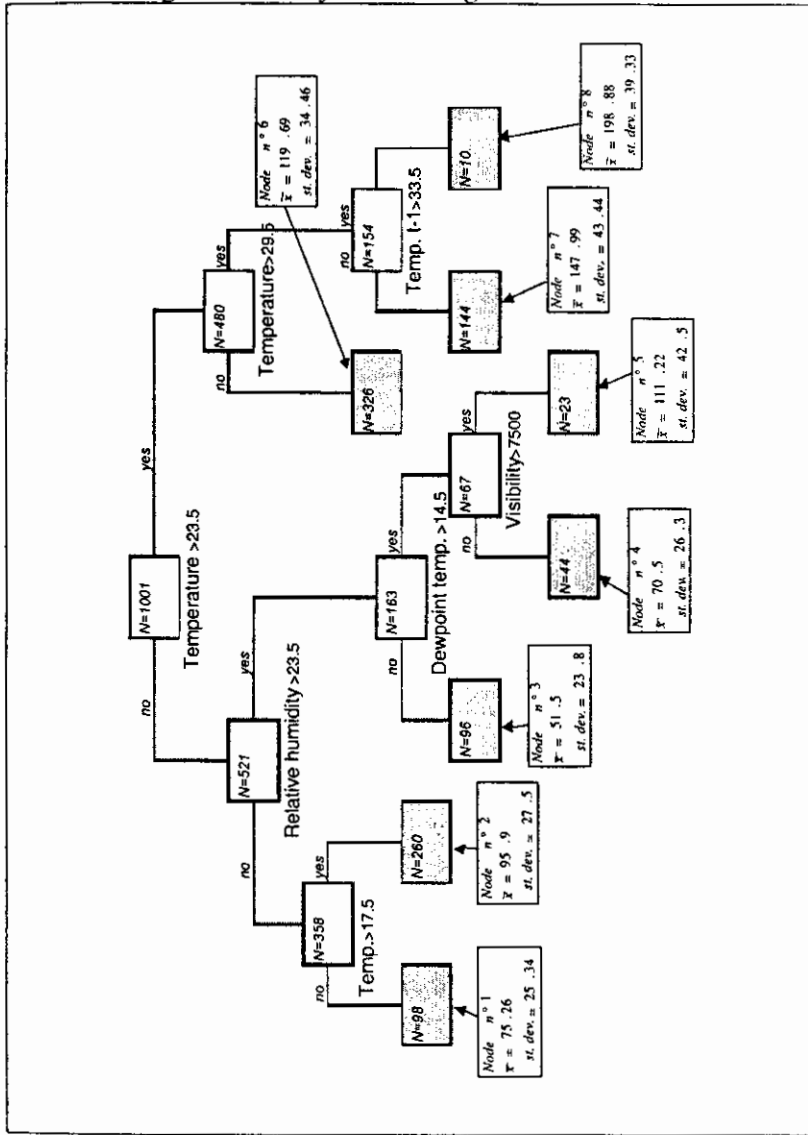 N=1001
Temperature >23.5
no
yes
N=521
Relative humidity >23.5
no
yes
N=480
Temperature>29.5
no
yes
N=358
Temp.>17.5
no
yes
N=163
Dewpoint temp. >14.5
no
yes
N=326
N=154
Temp. t-1>33.5
no
yes
N=98
N=260
N=96
N=67
Visibility>7500
no
yes
N=144
N=10
N=44
N=23
Node n° 1
x̄ = 75 .26
st. dev. = 25 .34
Node n° 2
x̄ = 95 .9
st. dev. = 27 .5
Node n° 3
x̄ = 51 .5
st. dev. = 23 .8
Node n° 4
x̄ = 70 .5
st. dev = 26 .3
Node n° 5
x̄ = 111 .22
st. dev. = 42 .5
Node n° 6
x̄ = 119 .69
st. dev. = 34 .46
Node n° 7
x̄ = 147 .99
st. dev. = 43 .44
Node n° 8
x̄ = 198 .88
st. dev. = 39 .33